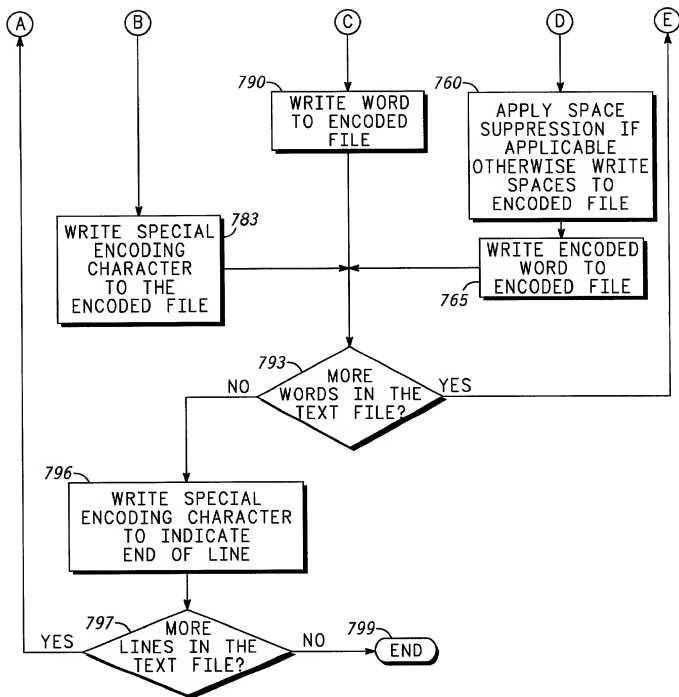 A
B
C
D
E
790
WRITE WORD
TO ENCODED
FILE
760
APPLY SPACE
SUPPRESSION IF
APPLICABLE
OTHERWISE WRITE
SPACES TO
ENCODED FILE
783
WRITE SPECIAL
ENCODING
CHARACTER
TO THE
ENCODED FILE
WRITE ENCODED
WORD TO
ENCODED FILE
765
793
MORE
WORDS IN THE
TEXT FILE?
NO
YES
796
WRITE SPECIAL
ENCODING CHARACTER
TO INDICATE
END OF LINE
797
MORE
LINES IN THE
TEXT FILE?
YES
NO
799
END